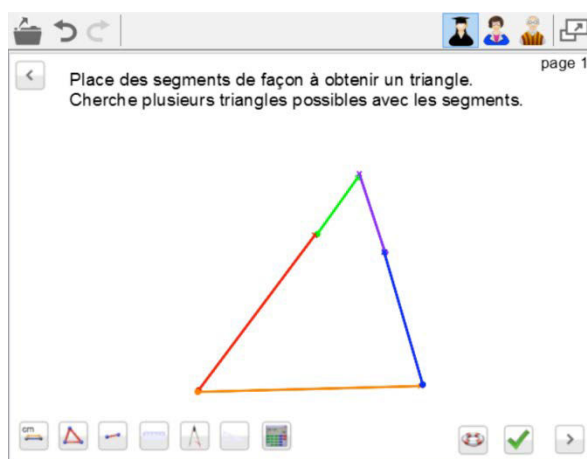 page 1
Place des segments de façon à obtenir un triangle.
Cherche plusieurs triangles possibles avec les segments.
cm